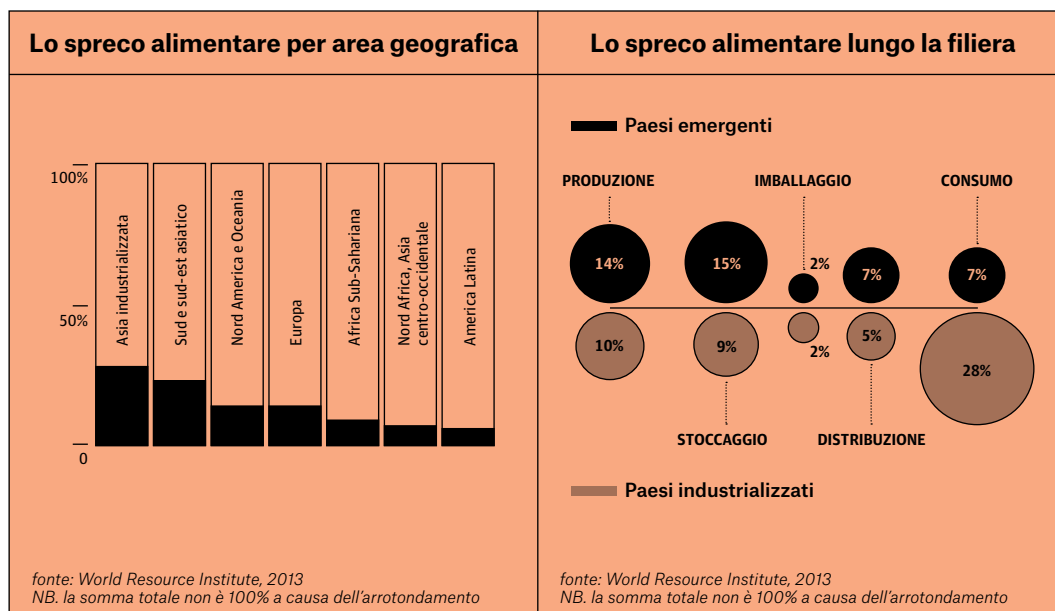 Lo spreco alimentare per area geografica
100%
50%
0
Asia industrializzata
Sud e sud-est asiatico
Nord America e Oceania
Europa
Africa Sub-Sahariana
Nord Africa, Asia
centro-occidentale
America Latina
fonte: World Resource Institute, 2013
NB. la somma totale non è 100% a causa dell'arrotondamento
Lo spreco alimentare lungo la filiera
Paesi emergenti
PRODUZIONE IMBALLAGGIO CONSUMO
14% 15% 2% 7% 7%
10% 9% 2% 5% 28%
STOCCAGGIO DISTRIBUZIONE
Paesi industrializzati
fonte: World Resource Institute, 2013
NB. la somma totale non è 100% a causa dell'arrotondamento